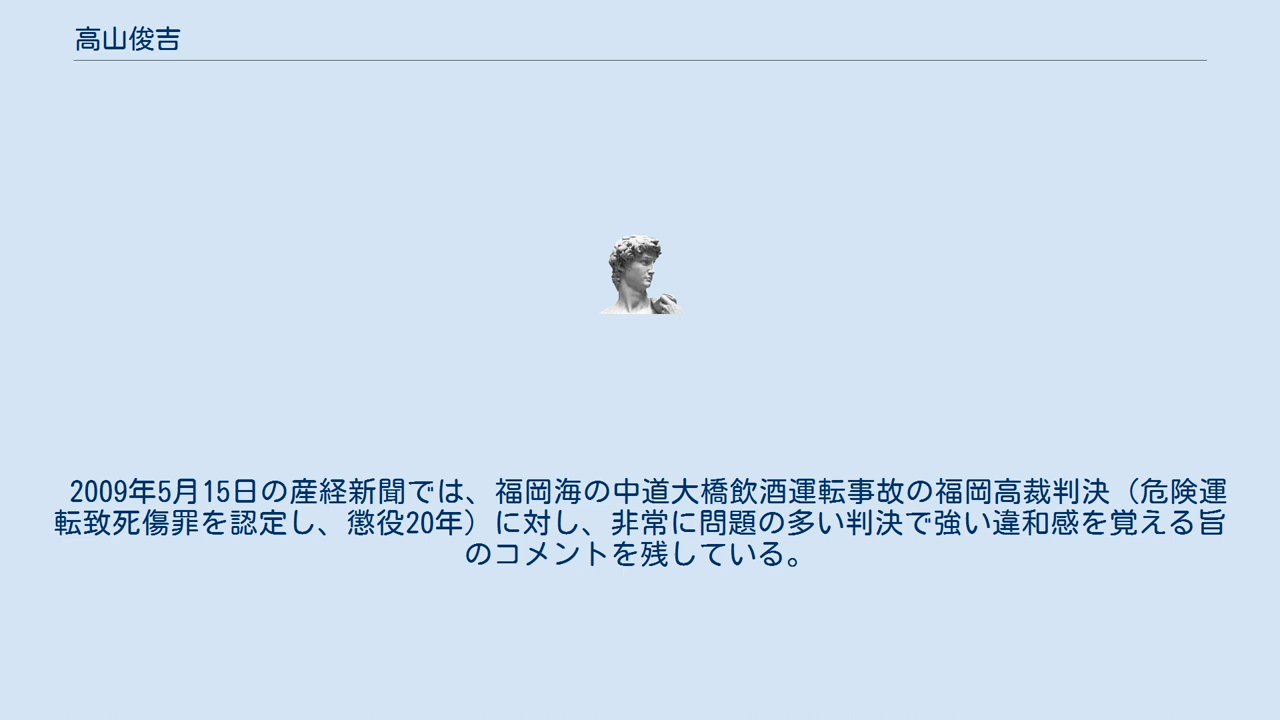 高山俊吉
2009年5月15日の産経新聞では、福岡海の中道大橋飲酒運転事故の福岡高裁判決（危険運
転致死傷罪を認定し、懲役20年）に対し、非常に問題の多い判決で強い違和感を覚える旨
のコメントを残している。